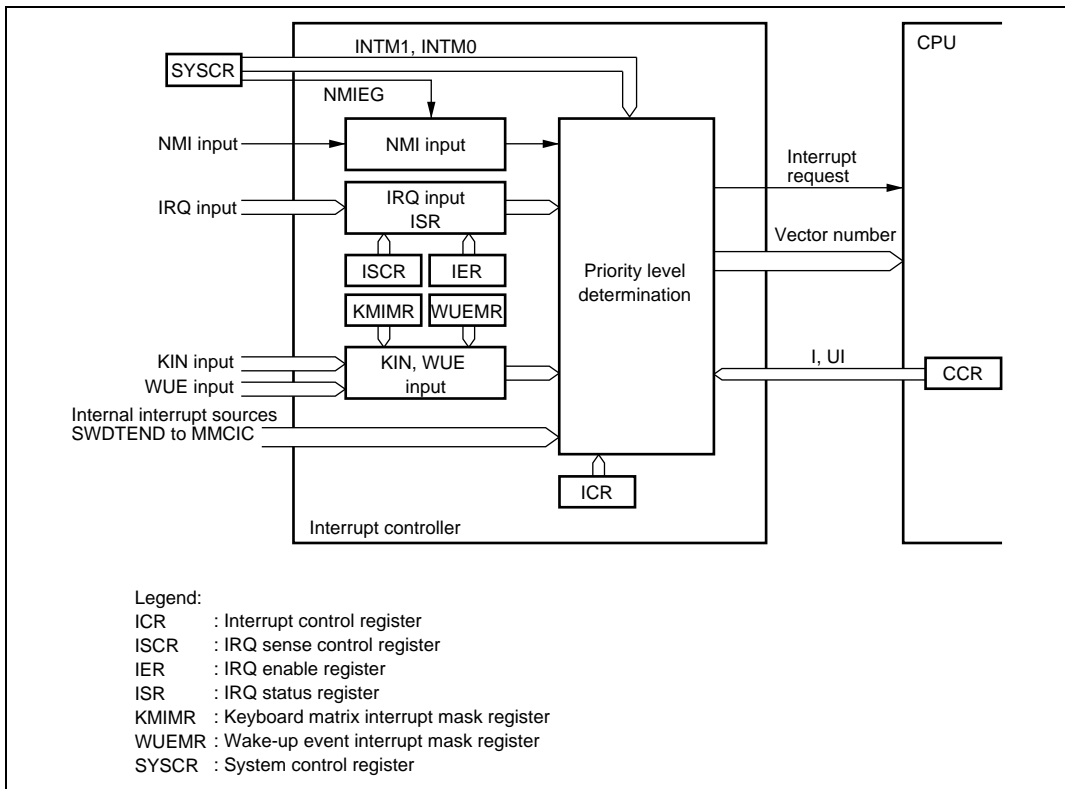 INTM1, INTM0
CPU
SYSCR
NMIEG
NMI input
NMI input
IRQ input
IRQ input
ISR
Interrupt
request
Vector number
ISCR
IER
Priority level
determination
KMIMR
WUEMR
KIN input
WUE input
KIN, WUE
input
I, UI
CCR
Internal interrupt sources
SWDTEND to MMCIC
ICR
Interrupt controller
Legend:
ICR : Interrupt control register
ISCR : IRQ sense control register
IER : IRQ enable register
ISR : IRQ status register
KMIMR : Keyboard matrix interrupt mask register
WUEMR : Wake-up event interrupt mask register
SYSCR : System control register